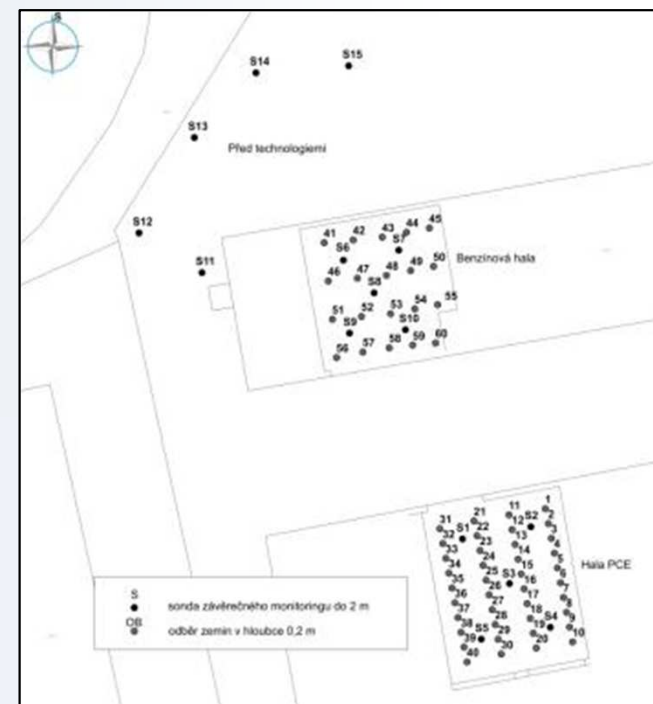 S
S14
S15
S13
Před technologiemi
S12
S11
41 42 43 44 45
S6 S7
Benzínová hala
46 47 48 49 50
S8
51 52 53 54 55
S9 S10
56 57 58 59 60
31 21 11 1
32 S1 22 12 S2 2
33 23 13 3
34 24 14 4
35 25 15 5
Hala PCE
36 26 S3 16 6
37 27 17 7
38 28 18 8
39 S5 29 19 S4 9
40 30 20 10
S
sonda závěrečného monitoringu do 2 m
OB
odběr zemin v hloubce 0,2 m